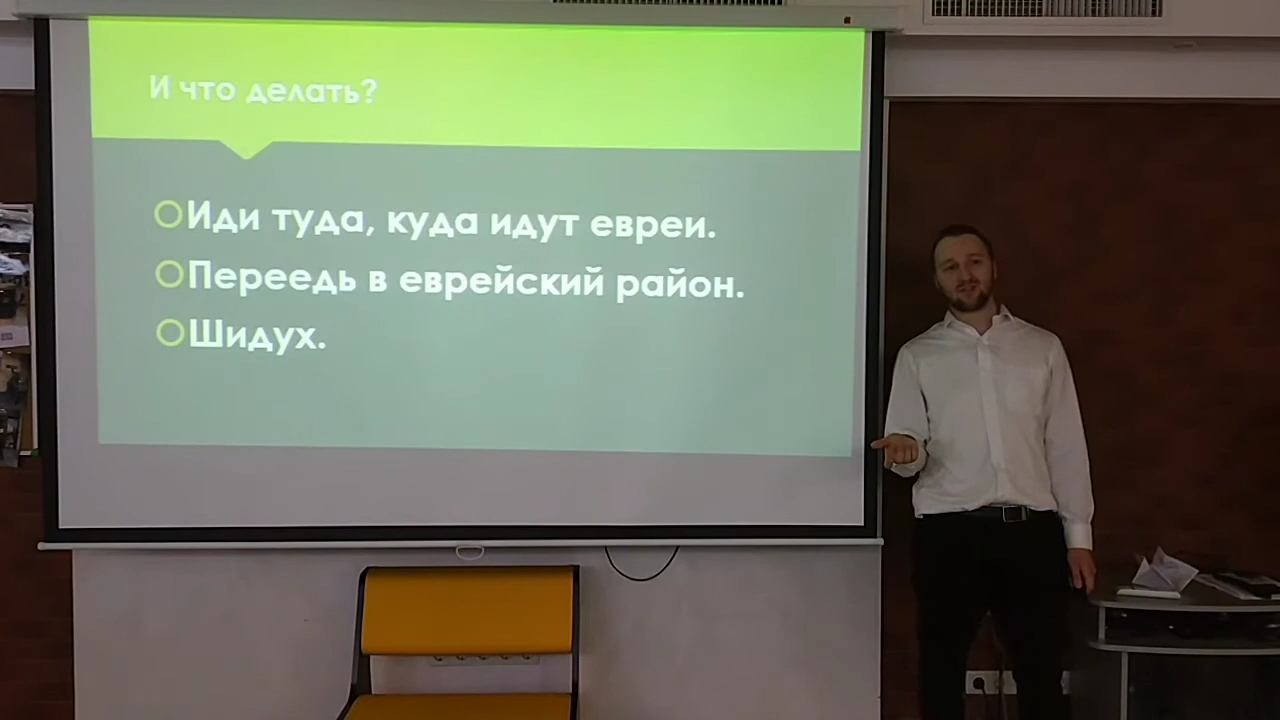 И что делать?
Иди туда, куда идут евреи.
Переедь в еврейский район.
Шидух.